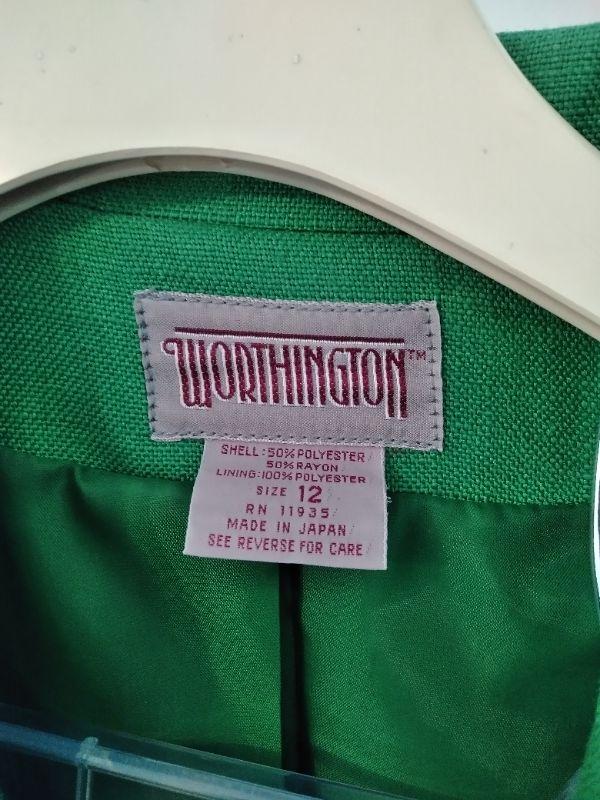 WORTHINGTON™
SHELL: 50% POLYESTER
50% RAYON
LINING: 100% POLYESTER
SIZE 12
RN 11935
MADE IN JAPAN
SEE REVERSE FOR CARE